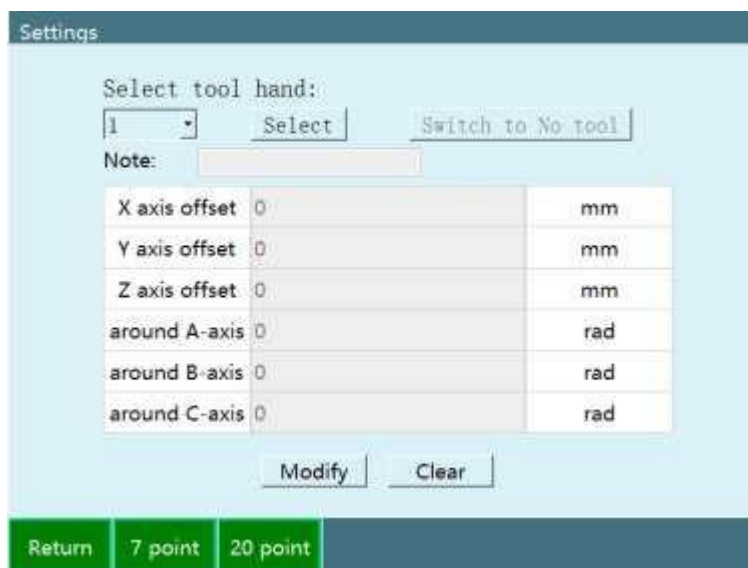 Settings
Select tool hand:
1 Select Switch to No tool
Note:
X axis offset 0 mm
Y axis offset 0 mm
Z axis offset 0 mm
around A-axis 0 rad
around B-axis 0 rad
around C-axis 0 rad
Modify Clear
Return 7 point 20 point